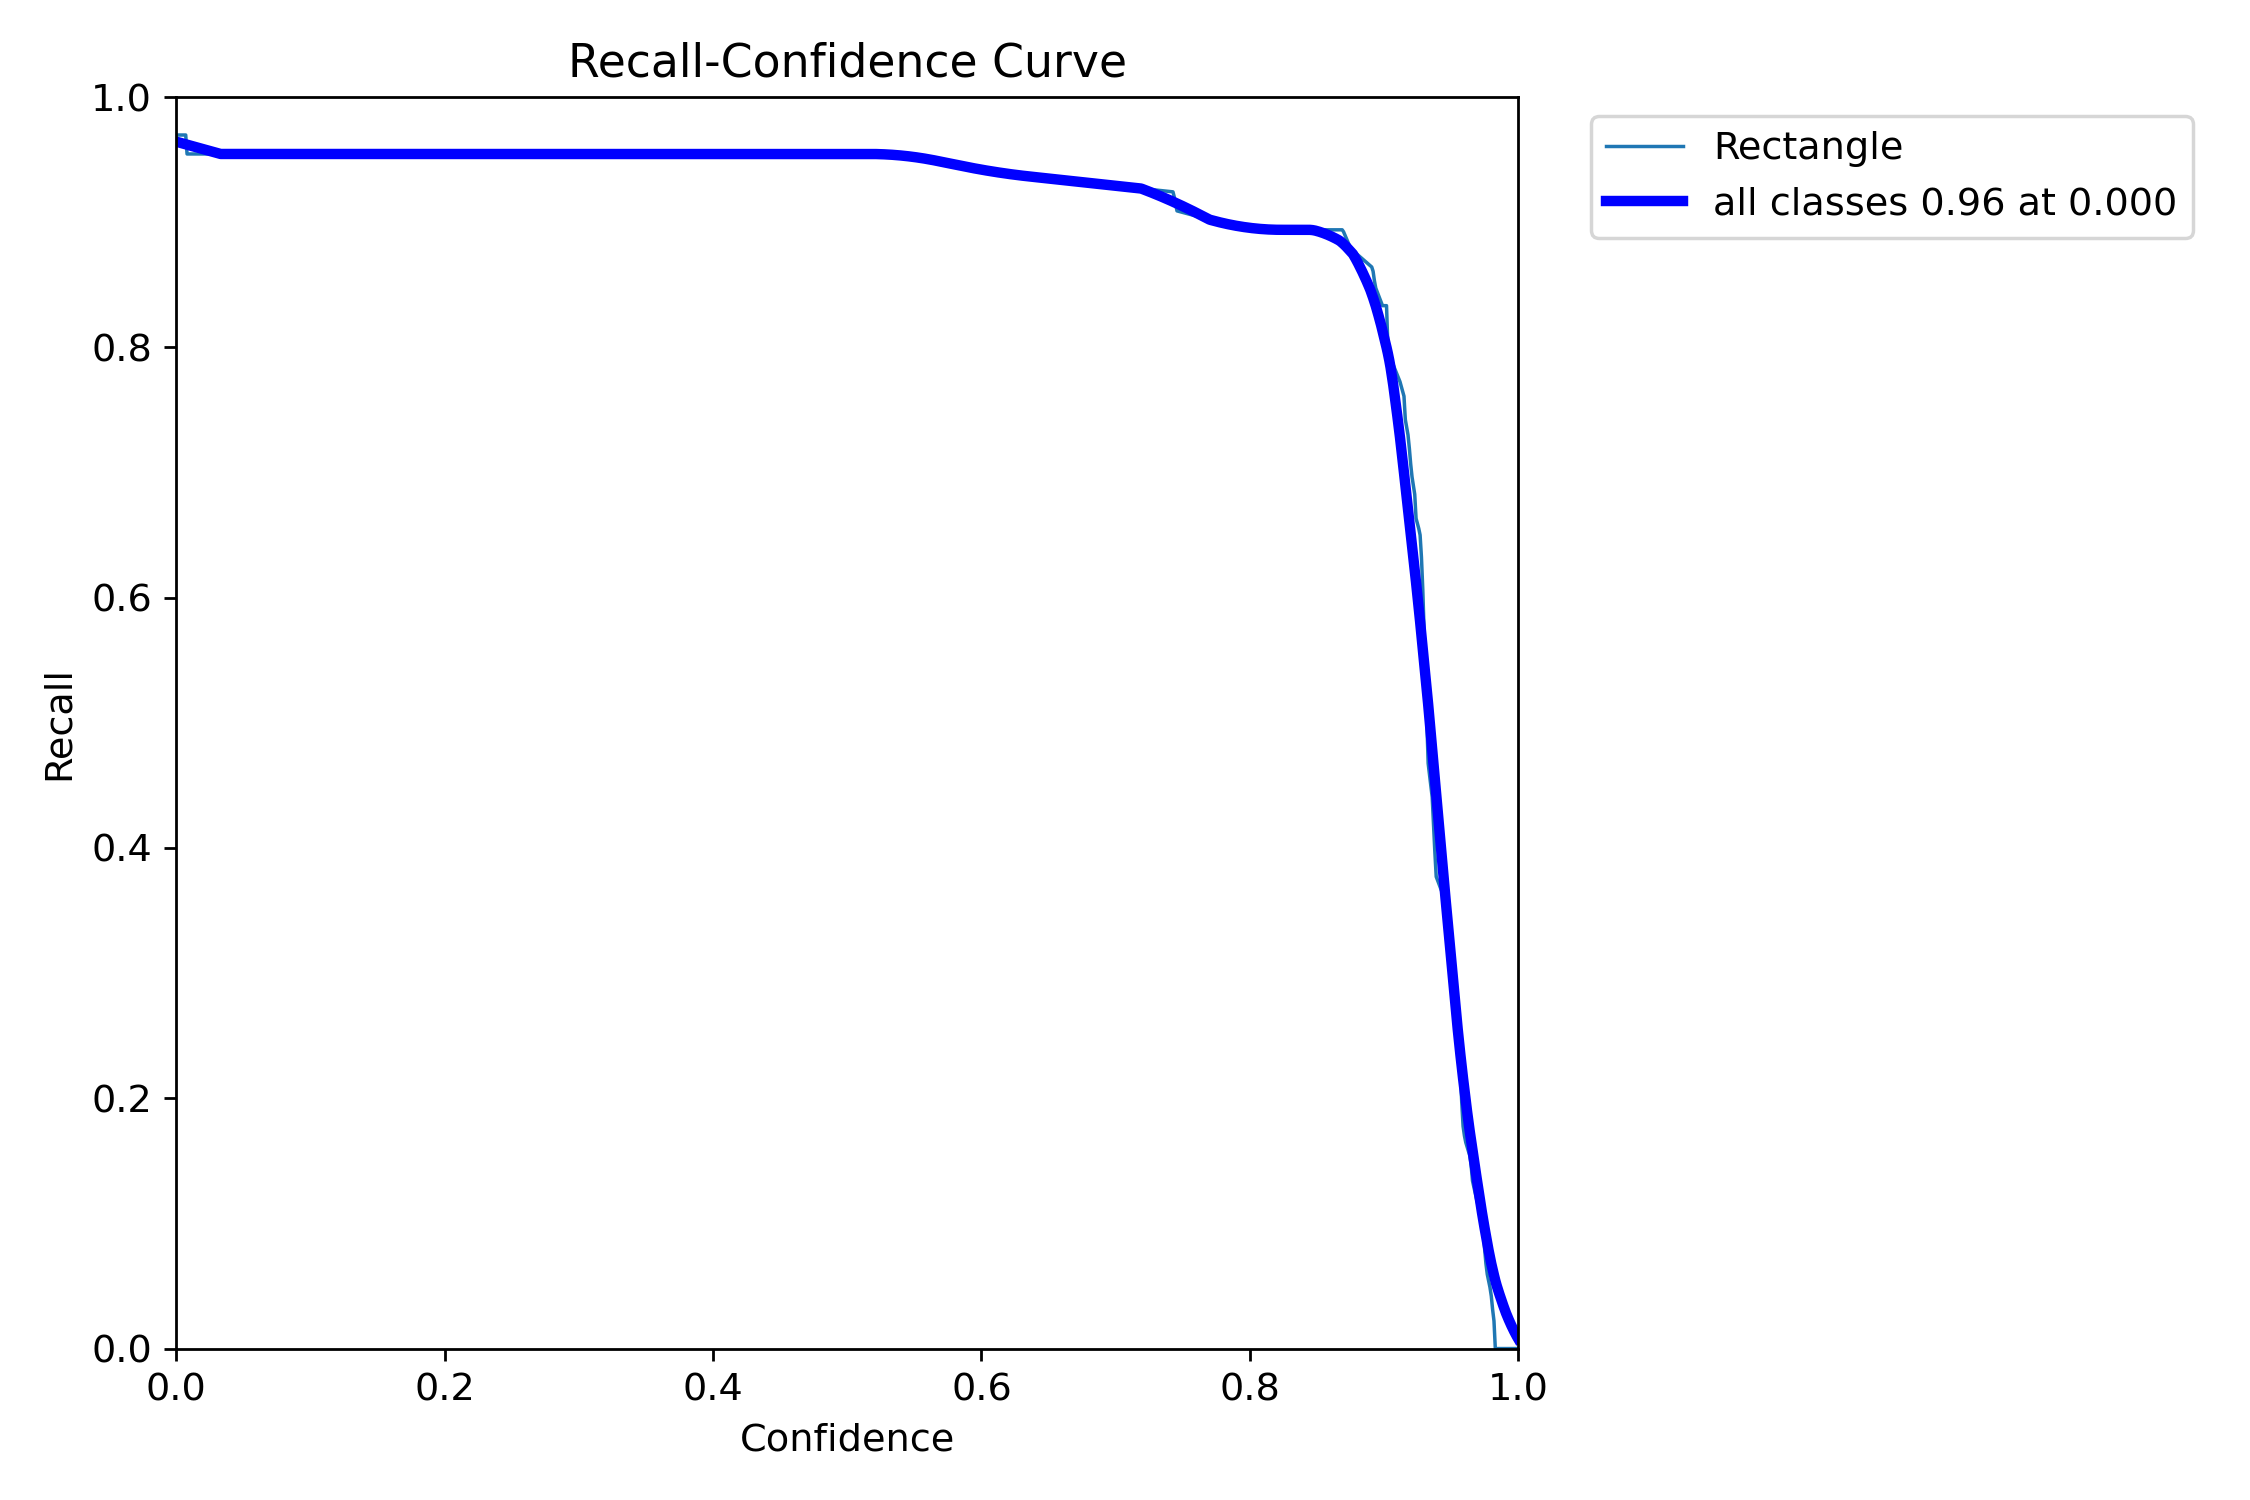 Recall-Confidence Curve
1.0
0.8
0.6
0.4
0.2
0.0
Recall
0.0 0.2 0.4 0.6 0.8 1.0
Confidence
Rectangle
all classes 0.96 at 0.000